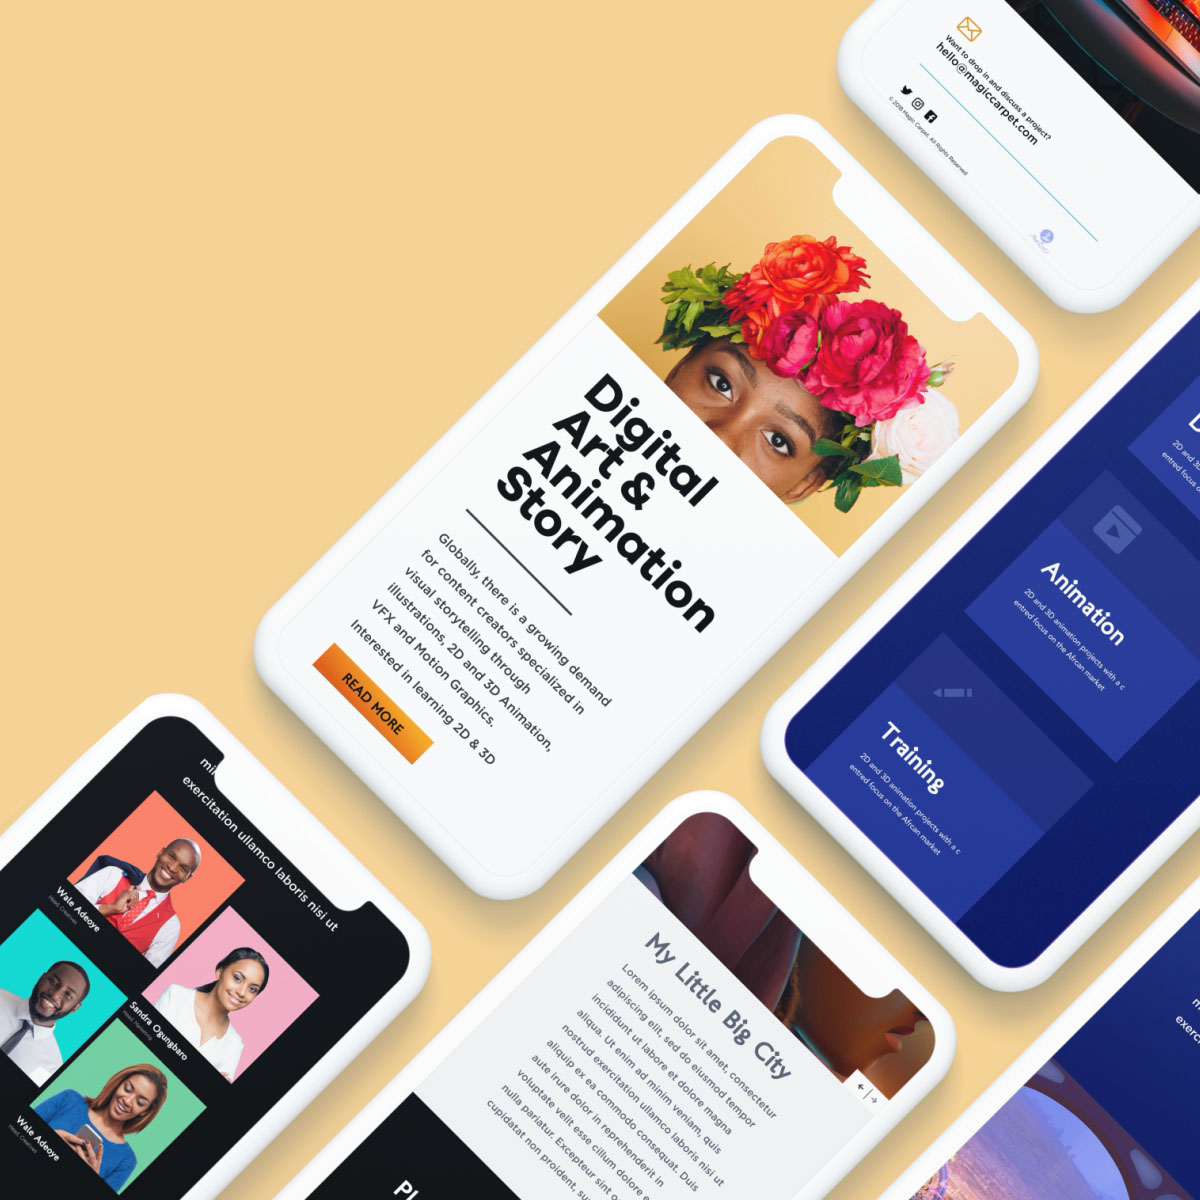 Want to drop in and discuss a project?
hello@magiccarpet.com
© 2018 Magic Carpet. All Rights Reserved
Digital
Art &
Animation
Story
Globally, there is a growing demand
for content creators specialized in
visual storytelling through
illustrations, 2D and 3D Animation,
VFX and Motion Graphics.
Interested in learning 2D & 3D
READ MORE
2D and 3D
entred focus o
Animation
2D and 3D animation projects with a c
entred focus on the Afrcan market
Training
2D and 3D animation projects with a c
entred focus on the Afrcan market
exercitation ullamco laboris nisi ut
Wale Adeoye
Head, Creatives
Sandra Ogungbaro
Head, Marketing
Wale Adeoye
Head, Creatives
My Little Big City
Lorem ipsum dolor sit amet, consectetur
adipiscing elit, sed do eiusmod tempor
incididunt ut labore et dolore magna
aliqua. Ut enim ad minim veniam, quis
nostrud exercitation ullamco laboris nisi ut
aliquip ex ea commodo consequat. Duis
aute irure dolor in reprehenderit in
voluptate velit esse cillum dolore e
nulla pariatur. Excepteur sint o
cupidatat non proident, su
Pl
exerci